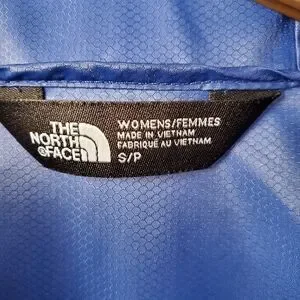 THE
NORTH
FACE
WOMENS/FEMMES
MADE IN VIETNAM
FABRIQUÉ AU VIETNAM
S/P